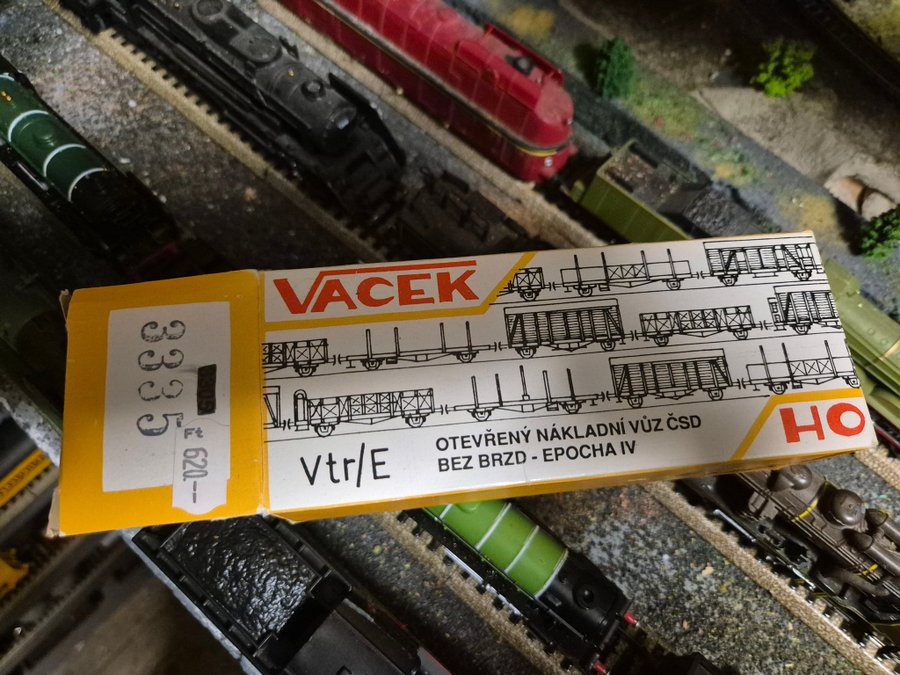 VACEK
3335
Ft 620.--
Vtr/E
OTEVŘENÝ NÁKLADNÍ VŮZ ČSD
BEZ BRZD - EPOCHA IV
HO